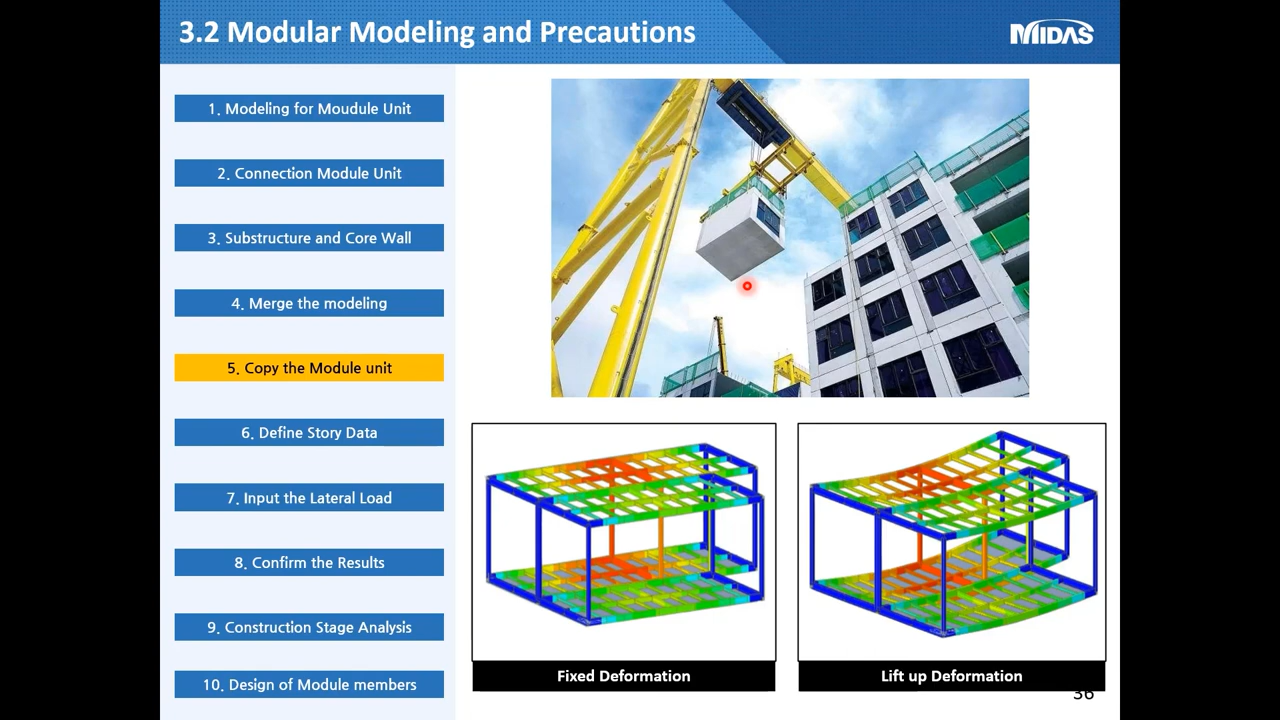 3.2 Modular Modeling and Precautions
MIDAS
1. Modeling for Moudule Unit
2. Connection Module Unit
3. Substructure and Core Wall
4. Merge the modeling
5. Copy the Module unit
6. Define Story Data
7. Input the Lateral Load
8. Confirm the Results
9. Construction Stage Analysis
10. Design of Module members
Fixed Deformation
Lift up Deformation
36